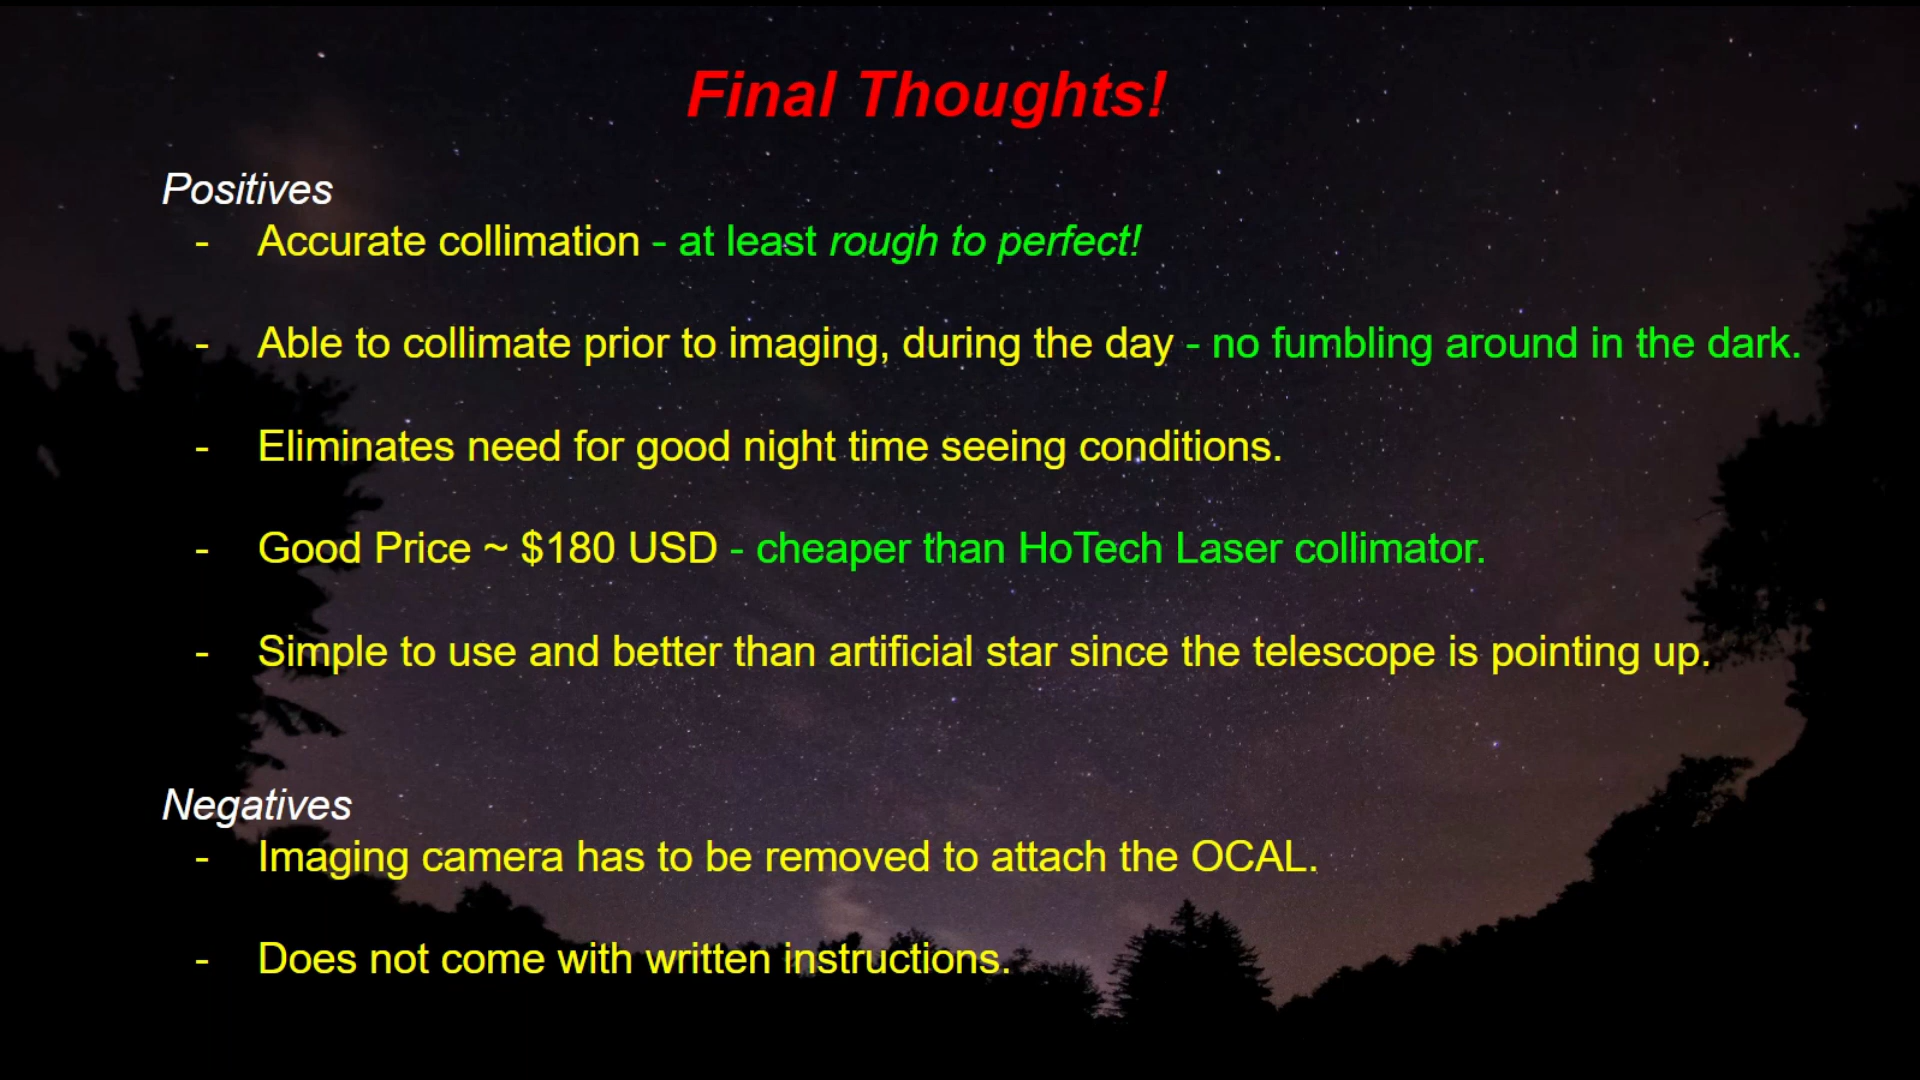 Final Thoughts!
Positives
- Accurate collimation - at least rough to perfect!
- Able to collimate prior to imaging, during the day - no fumbling around in the dark.
- Eliminates need for good night time seeing conditions.
- Good Price ~ $180 USD - cheaper than HoTech Laser collimator.
- Simple to use and better than artificial star since the telescope is pointing up.
Negatives
- Imaging camera has to be removed to attach the OCAL.
- Does not come with written instructions.